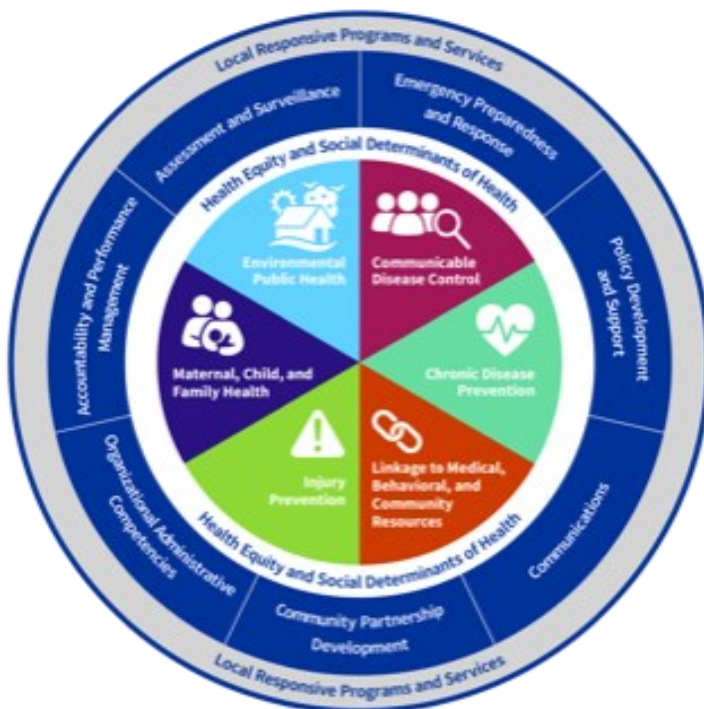 Local Responsive Programs and Services
Assessment and Surveillance
Emergency Preparedness
and Response
Health Equity and Social Determinants of Health
Accountability and Performance
Management
Policy Development
and Support
Environmental
Public Health
Communicable
Disease Control
Maternal, Child, and
Family Health
Chronic Disease
Prevention
Injury
Prevention
Linkage to Medical,
Behavioral, and
Community
Resources
Organizational Administrative
Competencies
Communications
Health Equity and Social Determinants of Health
Community Partnership
Development
Local Responsive Programs and Services